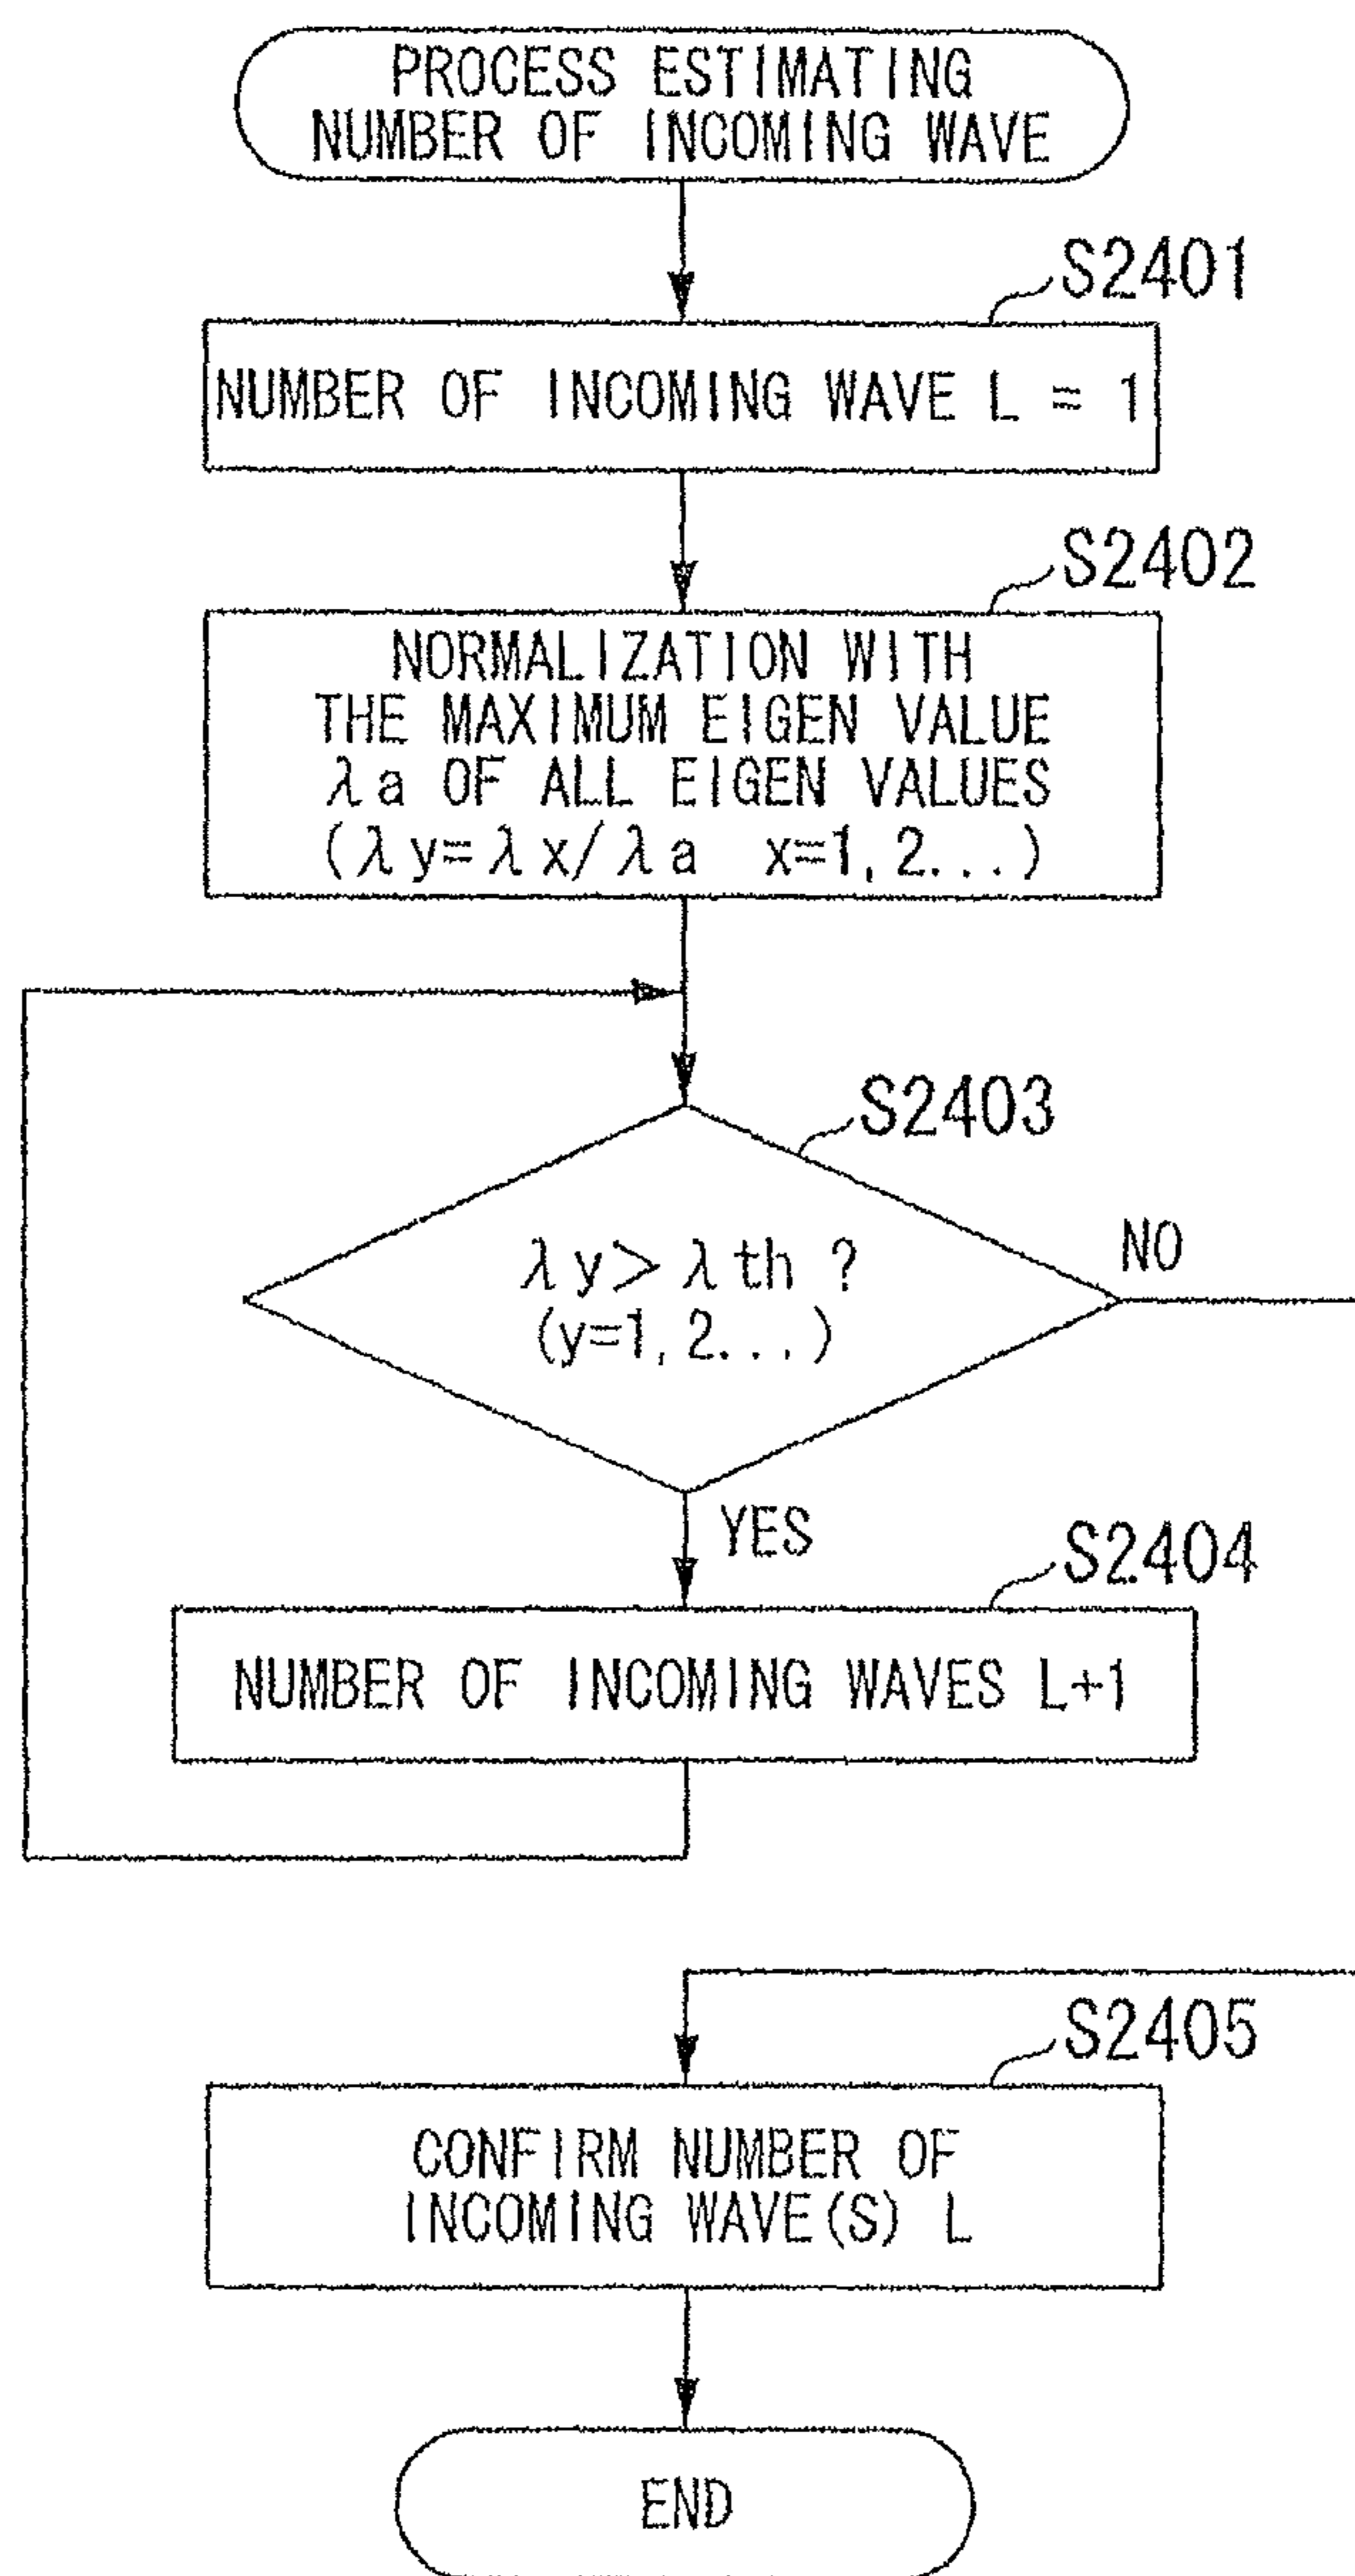 PROCESS ESTIMATING
NUMBER OF INCOMING WAVE
S2401
NUMBER OF INCOMING WAVE L = 1
S2402
NORMALIZATION WITH
THE MAXIMUM EIGEN VALUE
λa OF ALL EIGEN VALUES
(λy=λx/λa x=1, 2...)
S2403
λy>λth ?
(y=1, 2...)
NO
YES
S2404
NUMBER OF INCOMING WAVES L+1
S2405
CONFIRM NUMBER OF
INCOMING WAVE(S) L
END